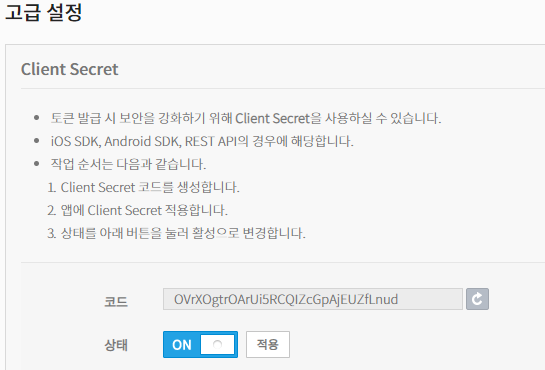 고급 설정
Client Secret
토큰 발급 시 보안을 강화하기 위해 Client Secret을 사용하실 수 있습니다.
iOS SDK, Android SDK, REST API의 경우에 해당합니다.
작업 순서는 다음과 같습니다.
1. Client Secret 코드를 생성합니다.
2. 앱에 Client Secret 적용합니다.
3. 상태를 아래 버튼을 눌러 활성으로 변경합니다.
코드 OVrXOgtrOArUi5RCQIZcGpAjEUZfLnud
상태 ON 적용